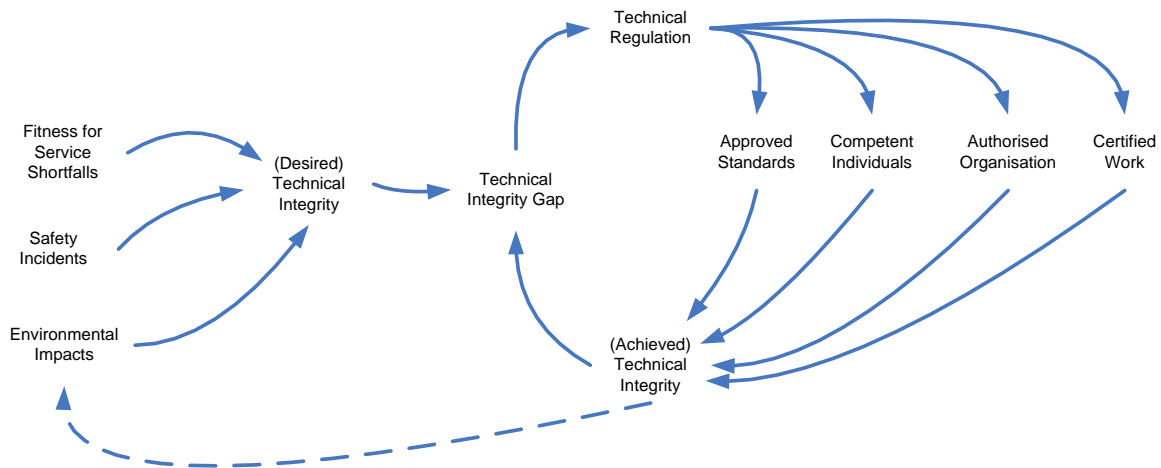 Technical
Regulation
Fitness for
Service
Shortfalls
(Desired)
Technical
Integrity
Technical
Integrity Gap
Approved
Standards
Competent
Individuals
Authorised
Organisation
Certified
Work
Safety
Incidents
Environmental
Impacts
(Achieved)
Technical
Integrity